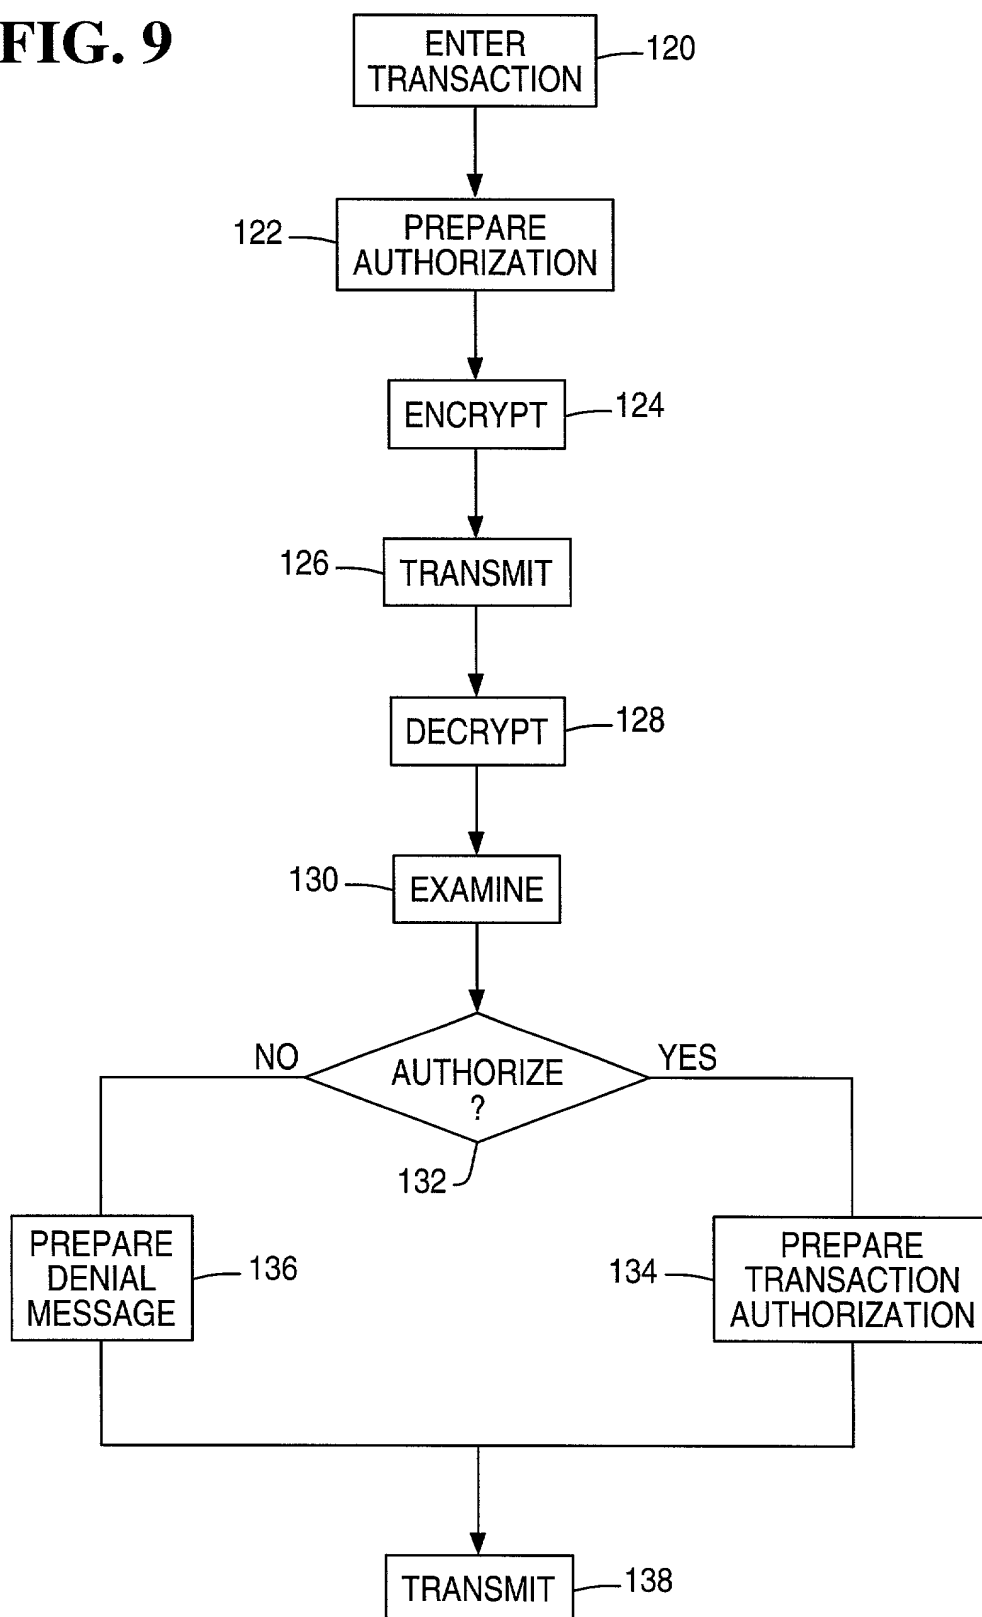 FIG. 9
ENTER
TRANSACTION
120
122
PREPARE
AUTHORIZATION
ENCRYPT
124
126
TRANSMIT
DECRYPT
128
130
EXAMINE
NO
AUTHORIZE
?
YES
132
PREPARE
DENIAL
MESSAGE
136
134
PREPARE
TRANSACTION
AUTHORIZATION
TRANSMIT
138